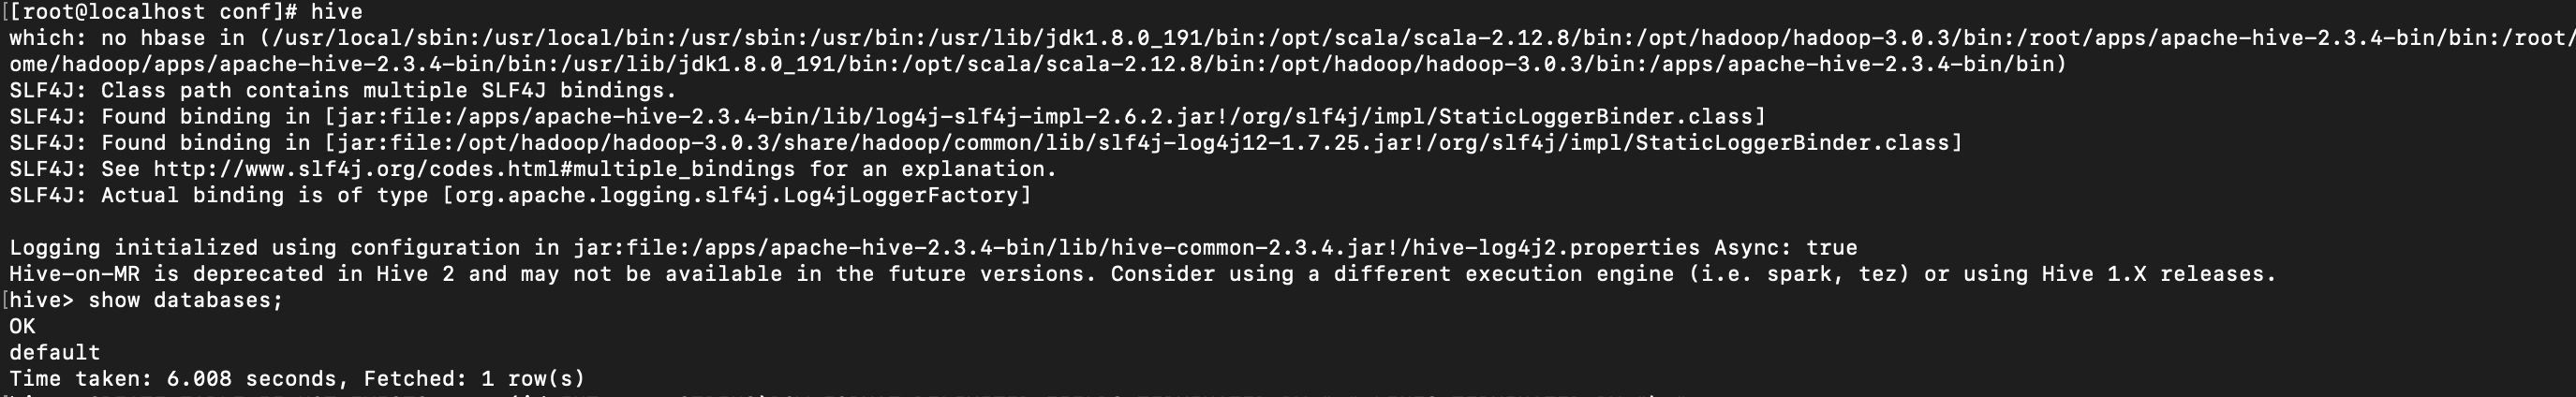 [[root@localhost conf]# hive
which: no hbase in (/usr/local/sbin:/usr/local/bin:/usr/sbin:/usr/bin:/usr/lib/jdk1.8.0_191/bin:/opt/scala/scala-2.12.8/bin:/opt/hadoop/hadoop-3.0.3/bin:/root/apps/apache-hive-2.3.4-bin/bin:/root/
ome/hadoop/apps/apache-hive-2.3.4-bin/bin:/usr/lib/jdk1.8.0_191/bin:/opt/scala/scala-2.12.8/bin:/opt/hadoop/hadoop-3.0.3/bin:/apps/apache-hive-2.3.4-bin/bin)
SLF4J: Class path contains multiple SLF4J bindings.
SLF4J: Found binding in [jar:file:/apps/apache-hive-2.3.4-bin/lib/log4j-slf4j-impl-2.6.2.jar!/org/slf4j/impl/StaticLoggerBinder.class]
SLF4J: Found binding in [jar:file:/opt/hadoop/hadoop-3.0.3/share/hadoop/common/lib/slf4j-log4j12-1.7.25.jar!/org/slf4j/impl/StaticLoggerBinder.class]
SLF4J: See http://www.slf4j.org/codes.html#multiple_bindings for an explanation.
SLF4J: Actual binding is of type [org.apache.logging.slf4j.Log4jLoggerFactory]
Logging initialized using configuration in jar:file:/apps/apache-hive-2.3.4-bin/lib/hive-common-2.3.4.jar!/hive-log4j2.properties Async: true
Hive-on-MR is deprecated in Hive 2 and may not be available in the future versions. Consider using a different execution engine (i.e. spark, tez) or using Hive 1.X releases.
[hive> show databases;
OK
default
Time taken: 6.008 seconds, Fetched: 1 row(s)